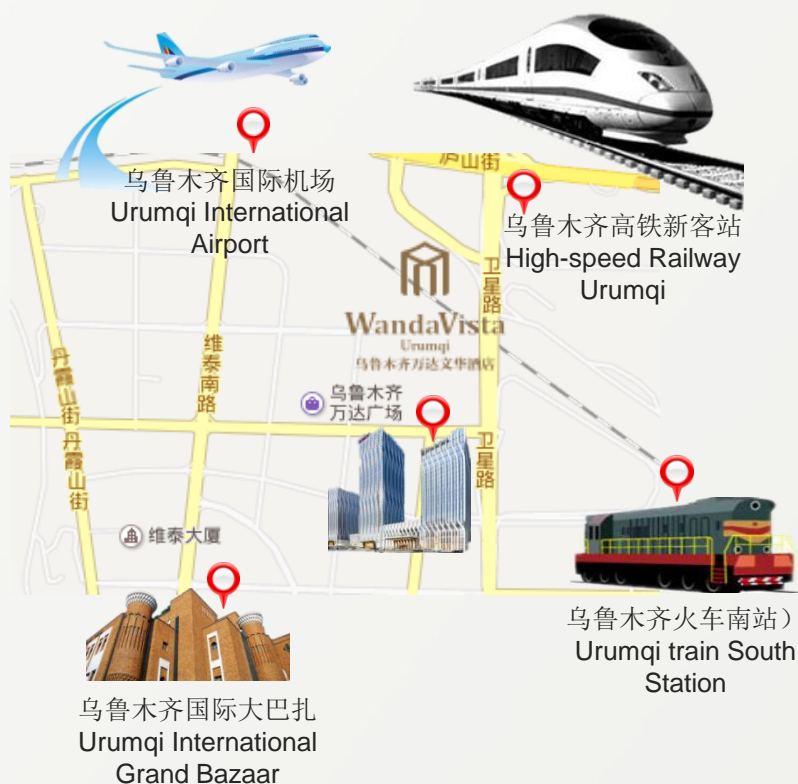 乌鲁木齐国际机场
Urumqi International
Airport
庐山街
乌鲁木齐高铁新客站
High-speed Railway
Urumqi
卫星路
WandaVista
Urumqi
乌鲁木齐万达文华酒店
维泰南路
丹霞山街
乌鲁木齐
万达广场
丹霞山街
卫星路
维泰大厦
乌鲁木齐火车南站）
Urumqi train South
Station
乌鲁木齐国际大巴扎
Urumqi International
Grand Bazaar